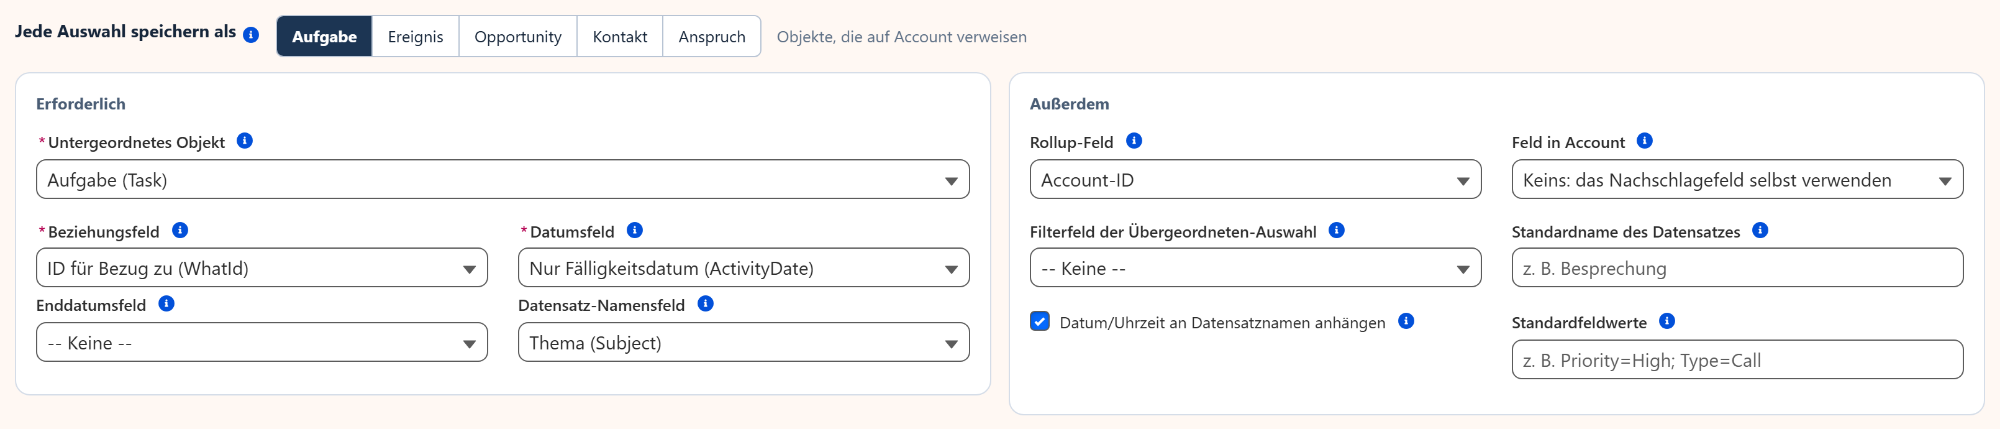 Jede Auswahl speichern als
Aufgabe
Ereignis
Opportunity
Kontakt
Anspruch
Objekte, die auf Account verweisen
Erforderlich
* Untergeordnetes Objekt
Aufgabe (Task)
* Beziehungsfeld
ID für Bezug zu (WhatId)
* Datumsfeld
Nur Fälligkeitsdatum (ActivityDate)
Enddatumsfeld
-- Keine --
Datensatz-Namensfeld
Thema (Subject)
Außerdem
Rollup-Feld
Account-ID
Feld in Account
Keins: das Nachschlagefeld selbst verwenden
Filterfeld der Übergeordneten-Auswahl
-- Keine --
Standardname des Datensatzes
z. B. Besprechung
Datum/Uhrzeit an Datensatznamen anhängen
Standardfeldwerte
z. B. Priority=High; Type=Call